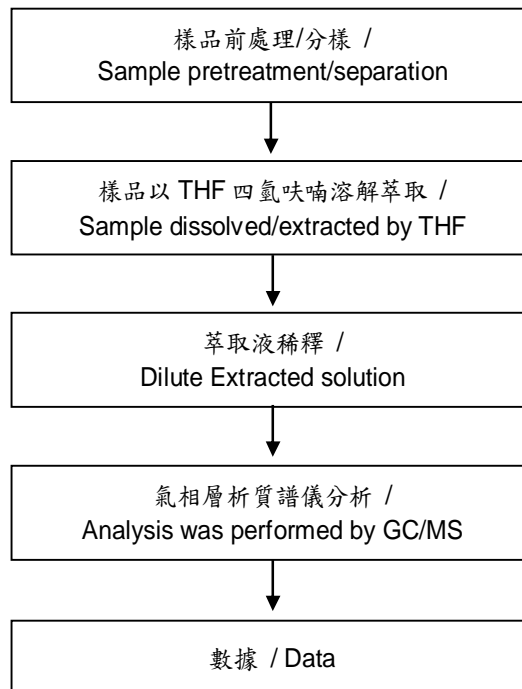 樣品前處理/分樣 /
Sample pretreatment/separation
樣品以 THF 四氫呋喃溶解萃取 /
Sample dissolved/extracted by THF
萃取液稀釋 /
Dilute Extracted solution
氣相層析質譜儀分析 /
Analysis was performed by GC/MS
數據 / Data